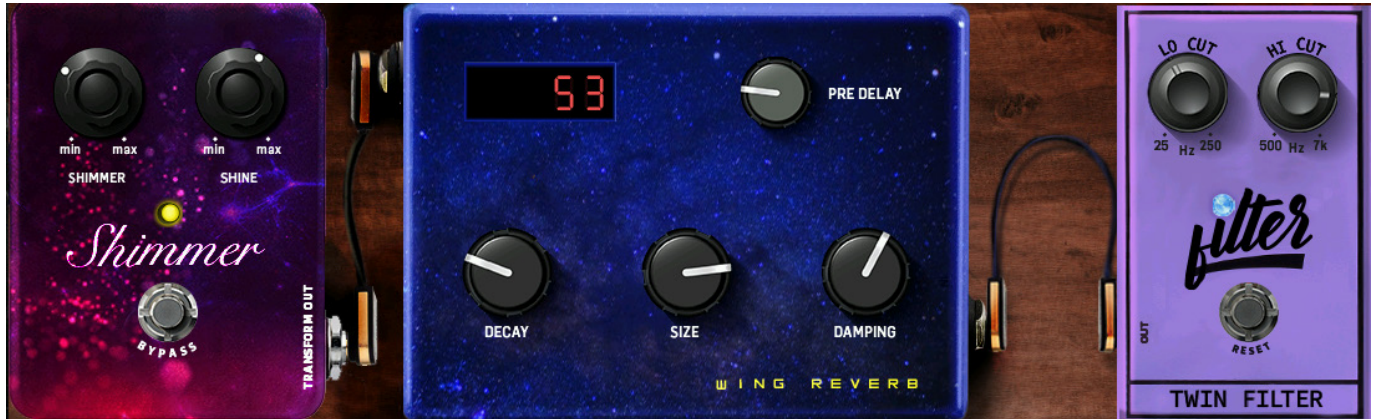 min max
SHIMMER
min max
SHINE
Shimmer
BYPASS
TRANSFORM OUT
53
PRE DELAY
DECAY
SIZE
DAMPING
WING REVERB
LO CUT
25 Hz 250
HI CUT
500 Hz 7k
filter
RESET
OUT
TWIN FILTER